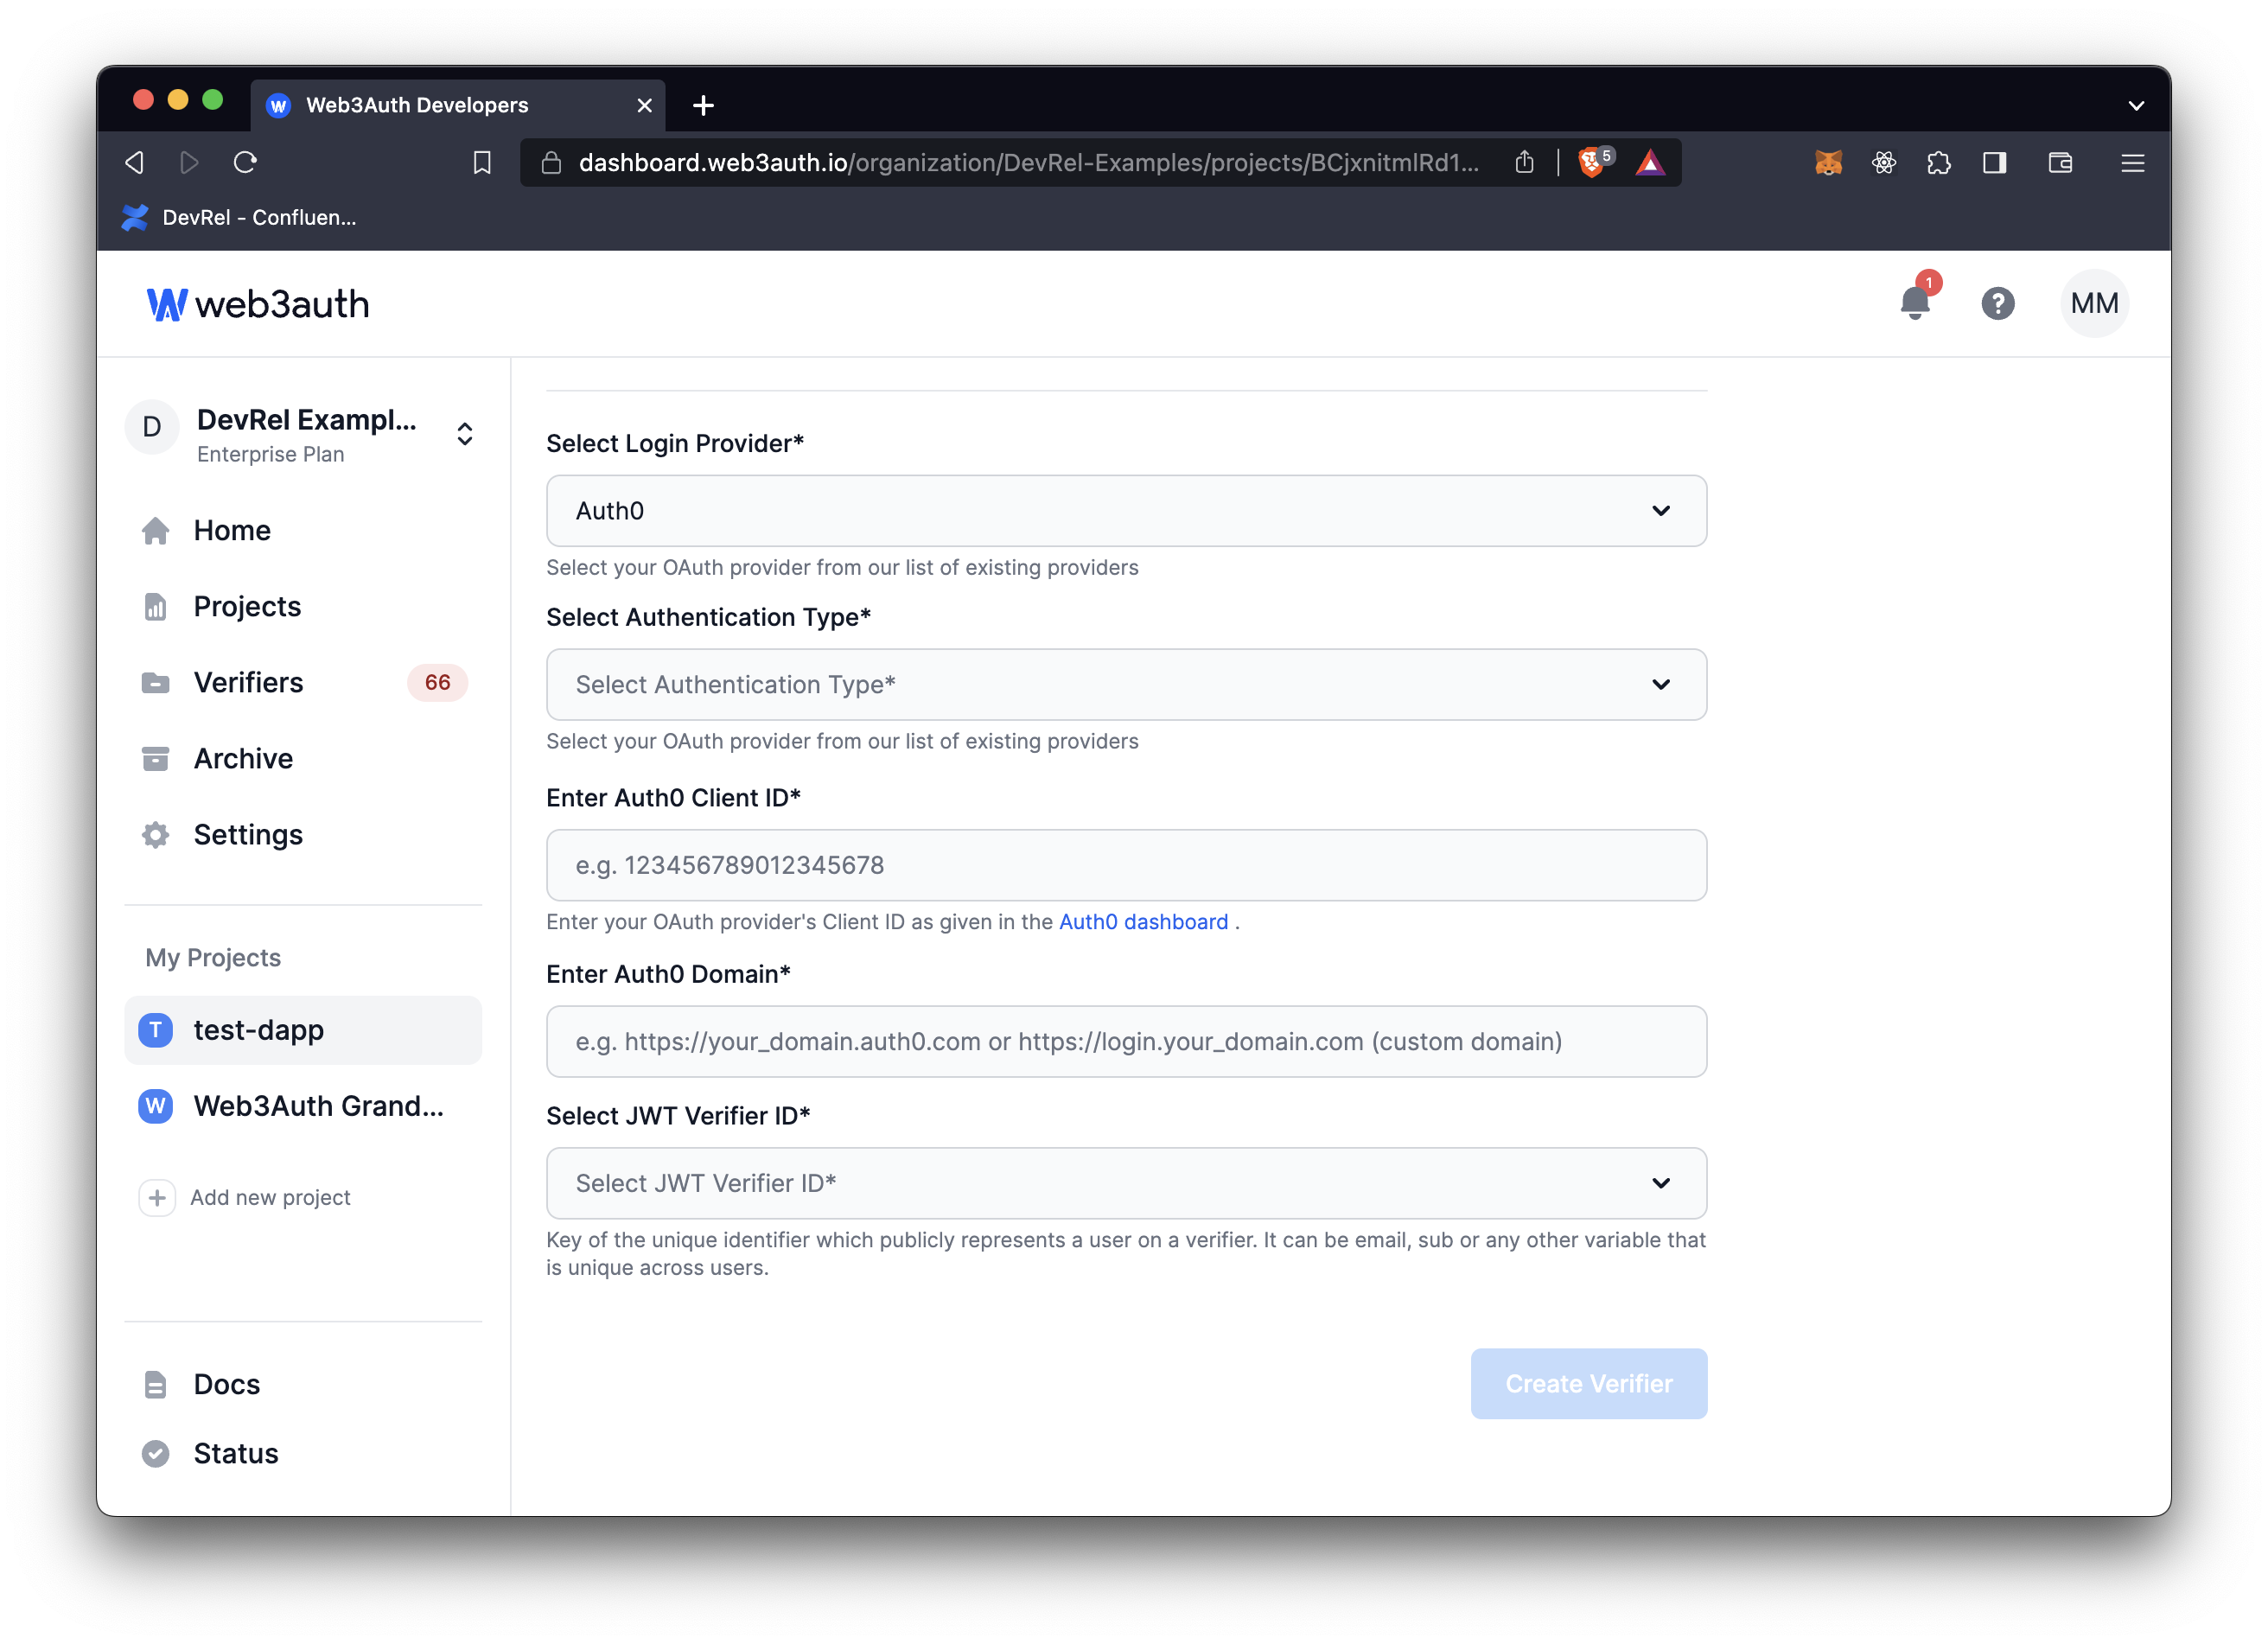 Web3Auth Developers
dashboard.web3auth.io/organization/DevRel-Examples/projects/BCjxnitmlRd1...
5
DevRel - Confluen...
web3auth
1
MM
D
DevRel Exampl...
Enterprise Plan
Home
Projects
Verifiers
66
Archive
Settings
My Projects
T
test-dapp
W
Web3Auth Grand...
Add new project
Docs
Status
Select Login Provider*
Auth0
Select your OAuth provider from our list of existing providers
Select Authentication Type*
Select Authentication Type*
Select your OAuth provider from our list of existing providers
Enter Auth0 Client ID*
e.g. 123456789012345678
Enter your OAuth provider's Client ID as given in the Auth0 dashboard .
Enter Auth0 Domain*
e.g. https://your_domain.auth0.com or https://login.your_domain.com (custom domain)
Select JWT Verifier ID*
Select JWT Verifier ID*
Key of the unique identifier which publicly represents a user on a verifier. It can be email, sub or any other variable that
is unique across users.
Create Verifier